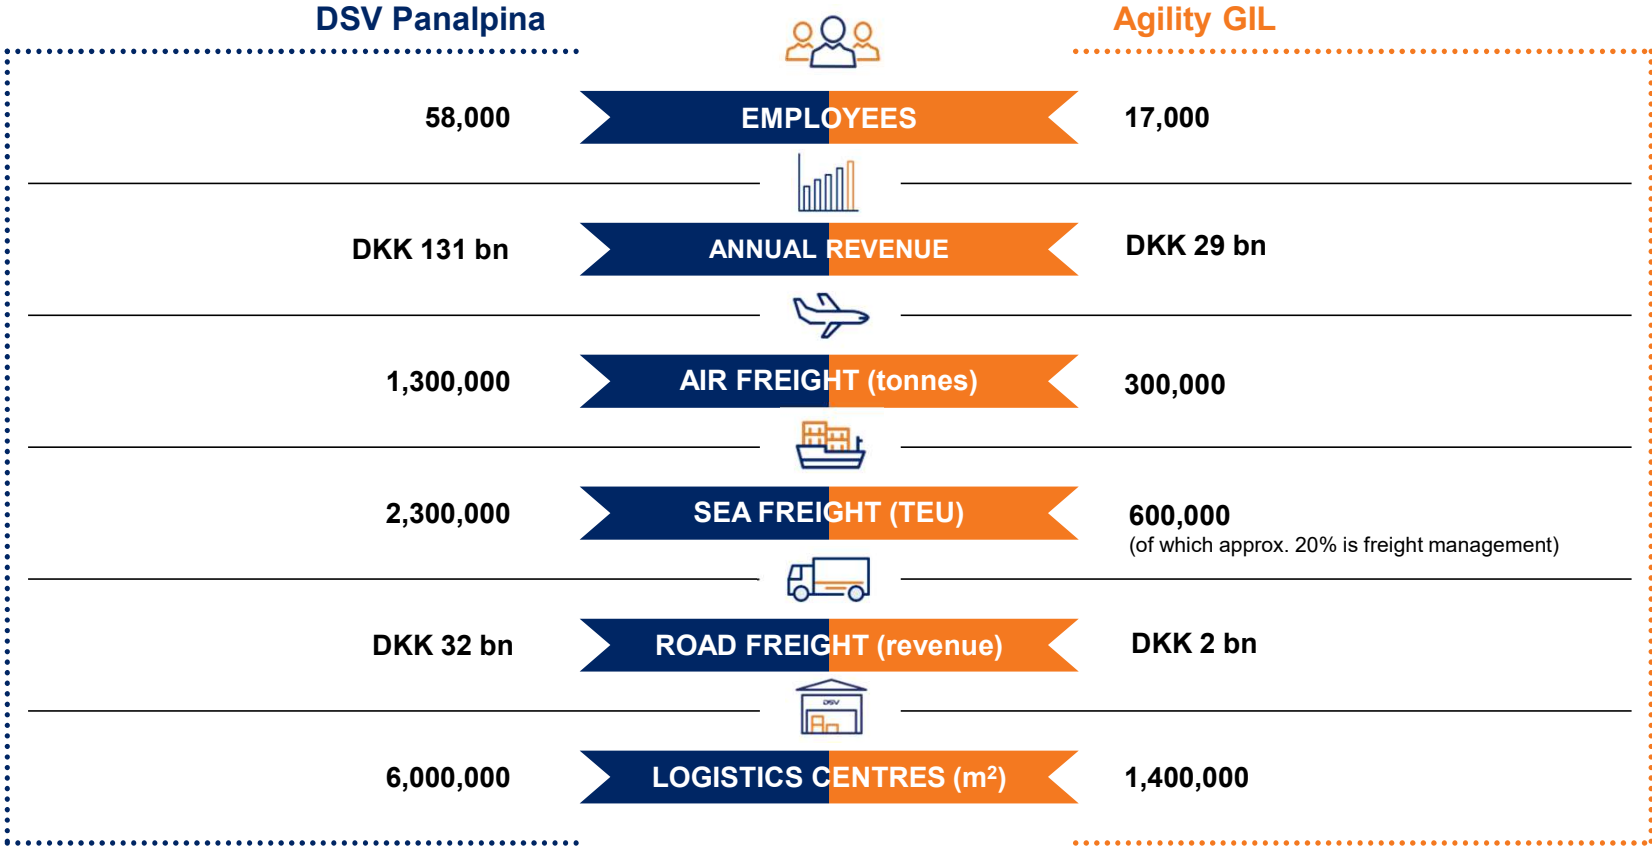 DSV Panalpina
Agility GIL
58,000
EMPLOYEES
17,000
DKK 131 bn
ANNUAL REVENUE
DKK 29 bn
1,300,000
AIR FREIGHT (tonnes)
300,000
2,300,000
SEA FREIGHT (TEU)
600,000
(of which approx. 20% is freight management)
DKK 32 bn
ROAD FREIGHT (revenue)
DKK 2 bn
DSV
6,000,000
LOGISTICS CENTRES (m²)
1,400,000